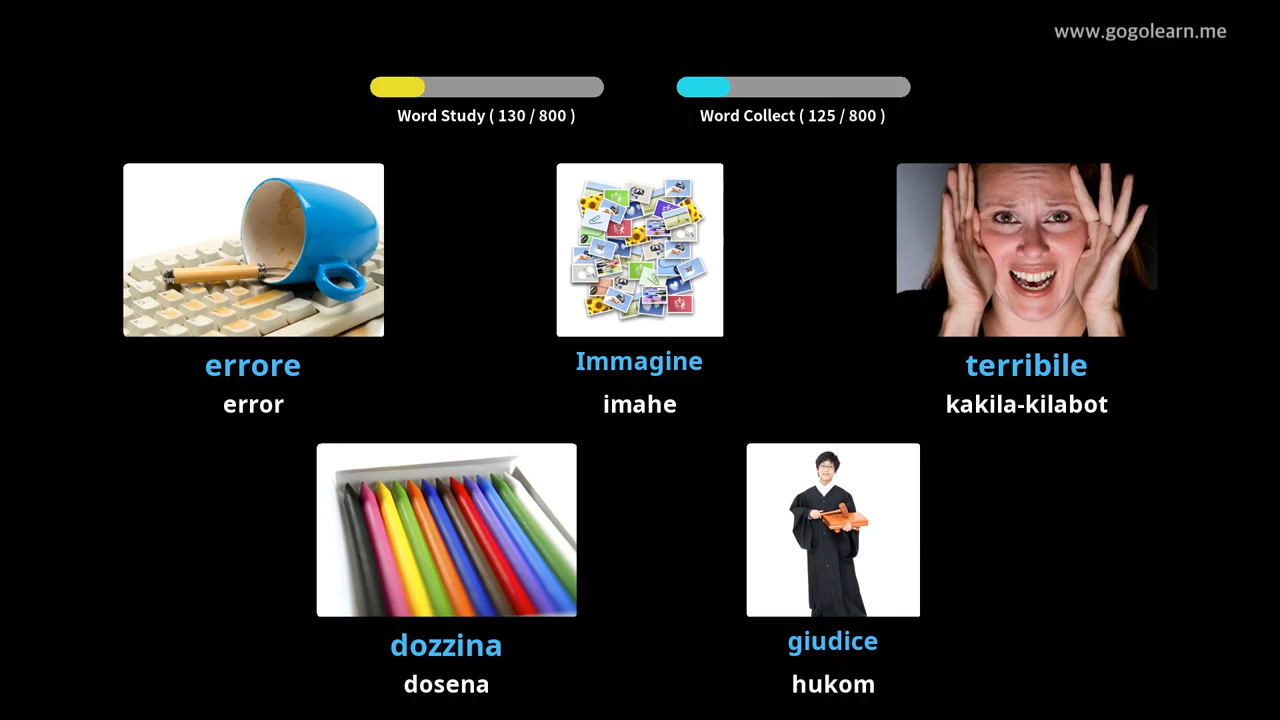 www.gogolearn.me
Word Study ( 130 / 800 )
Word Collect ( 125 / 800 )
errore
error
Immagine
imahe
terribile
kakila-kilabot
dozzina
dosena
giudice
hukom